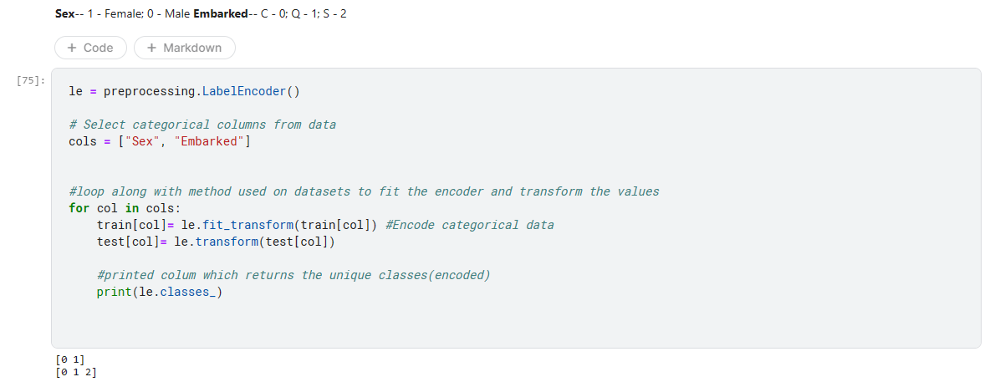 Sex-- 1 - Female; 0 - Male Embarked-- C - 0; Q - 1; S - 2
+ Code + Markdown
[75]:
le = preprocessing.LabelEncoder()
# Select categorical columns from data
cols = ["Sex", "Embarked"]
#loop along with method used on datasets to fit the encoder and transform the values
for col in cols:
    train[col]= le.fit_transform(train[col]) #Encode categorical data
    test[col]= le.transform(test[col])
    #printed colum which returns the unique classes(encoded)
    print(le.classes_)
[0 1]
[0 1 2]